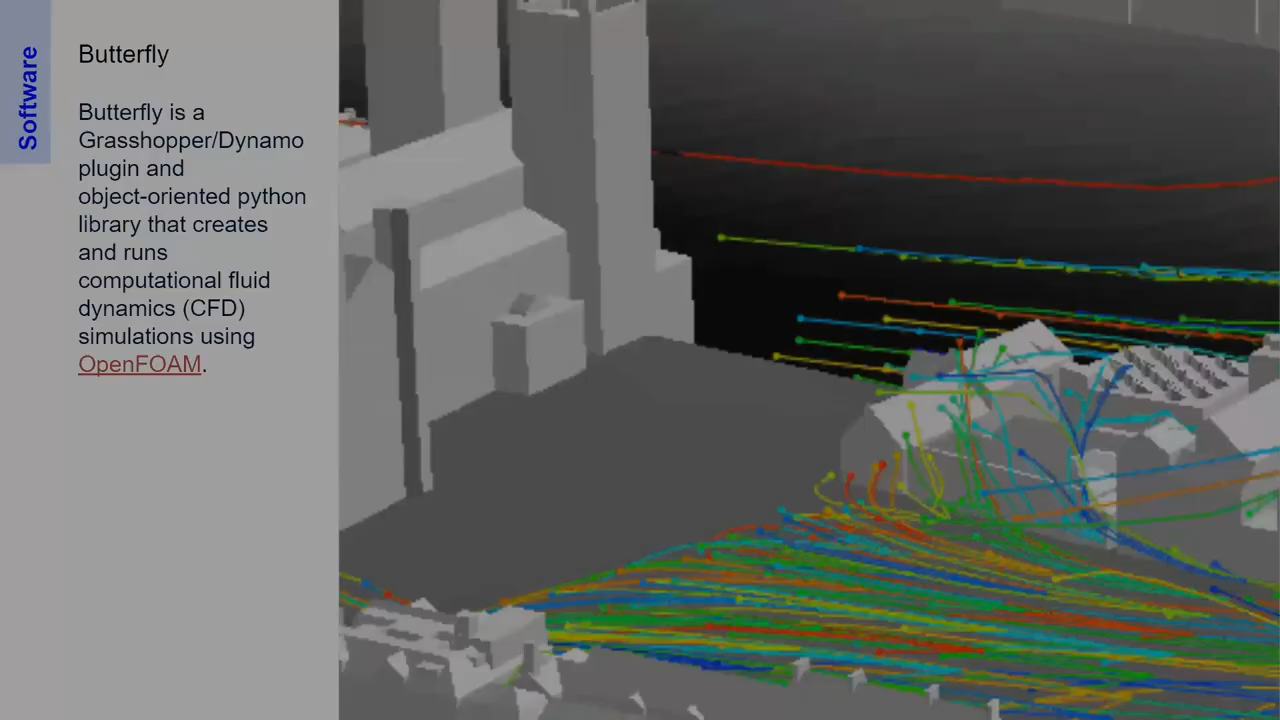 Software
Butterfly
Butterfly is a
Grasshopper/Dynamo
plugin and
object-oriented python
library that creates
and runs
computational fluid
dynamics (CFD)
simulations using
OpenFOAM.